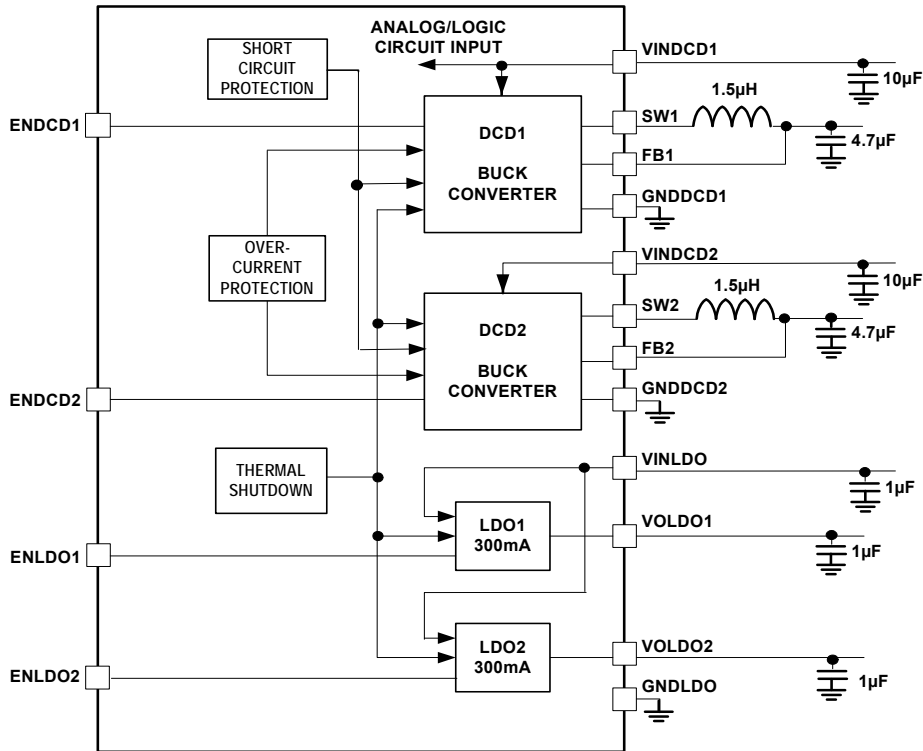 ANALOG/LOGIC
CIRCUIT INPUT
SHORT
CIRCUIT
PROTECTION
VINDCD1
10µF
1.5µH
ENDCD1
SW1
4.7µF
DCD1
BUCK
CONVERTER
FB1
GNDDCD1
OVER-
CURRENT
PROTECTION
VINDCD2
10µF
1.5µH
SW2
4.7µF
DCD2
BUCK
CONVERTER
FB2
ENDCD2
GNDDCD2
THERMAL
SHUTDOWN
VINLDO
1µF
LDO1
300mA
VOLDO1
1µF
ENLDO1
LDO2
300mA
VOLDO2
1µF
ENLDO2
GNDLDO